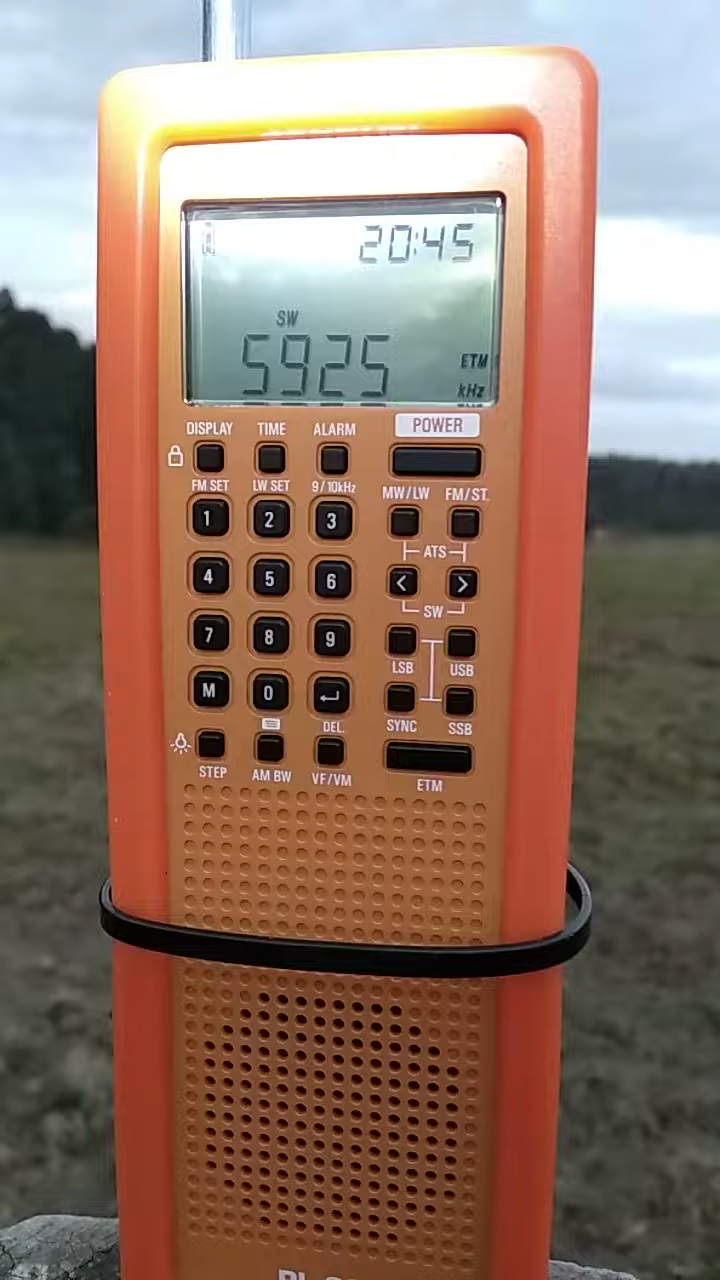 20:45
SW
5925
ETM
kHz
DISPLAY TIME ALARM POWER
FM SET LW SET 9/10kHz MW/LW FM/ST.
1 2 3
ATS
4 5 6 < >
SW
7 8 9
LSB USB
M 0
DEL. SYNC SSB
STEP AM BW VF/VM ETM